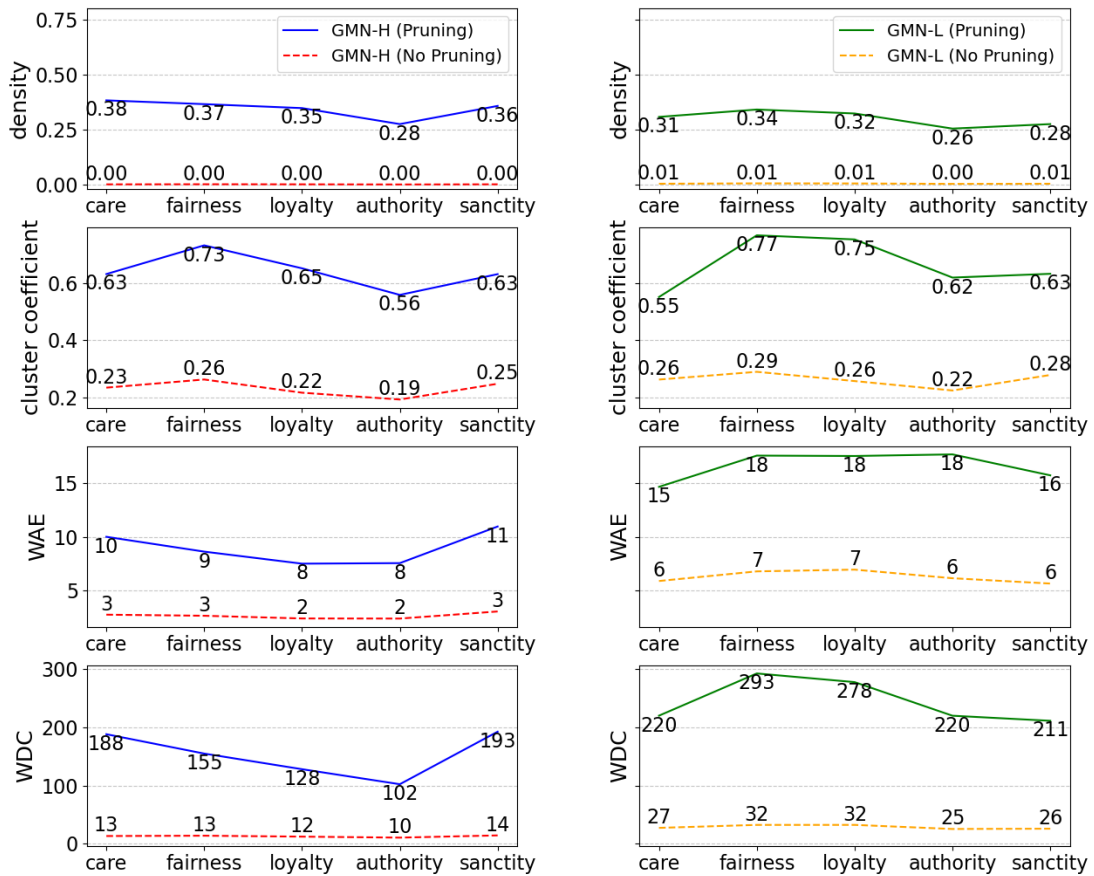 0.75
0.50
0.25
0.00
density
GMN-H (Pruning)
GMN-H (No Pruning)
0.38 0.37 0.35 0.28 0.36
0.00 0.00 0.00 0.00 0.00
care fairness loyalty authority sanctity
density
GMN-L (Pruning)
GMN-L (No Pruning)
0.31 0.34 0.32 0.26 0.28
0.01 0.01 0.01 0.00 0.01
care fairness loyalty authority sanctity
0.6
0.4
0.2
cluster coefficient
0.63 0.73 0.65 0.56 0.63
0.23 0.26 0.22 0.19 0.25
care fairness loyalty authority sanctity
cluster coefficient
0.55 0.77 0.75 0.62 0.63
0.26 0.29 0.26 0.22 0.28
care fairness loyalty authority sanctity
15
10
5
WAE
10 9 8 8 11
3 3 2 2 3
care fairness loyalty authority sanctity
WAE
15 18 18 18 16
6 7 7 6 6
care fairness loyalty authority sanctity
300
200
100
0
WDC
188 155 128 102 193
13 13 12 10 14
care fairness loyalty authority sanctity
WDC
220 293 278 220 211
27 32 32 25 26
care fairness loyalty authority sanctity